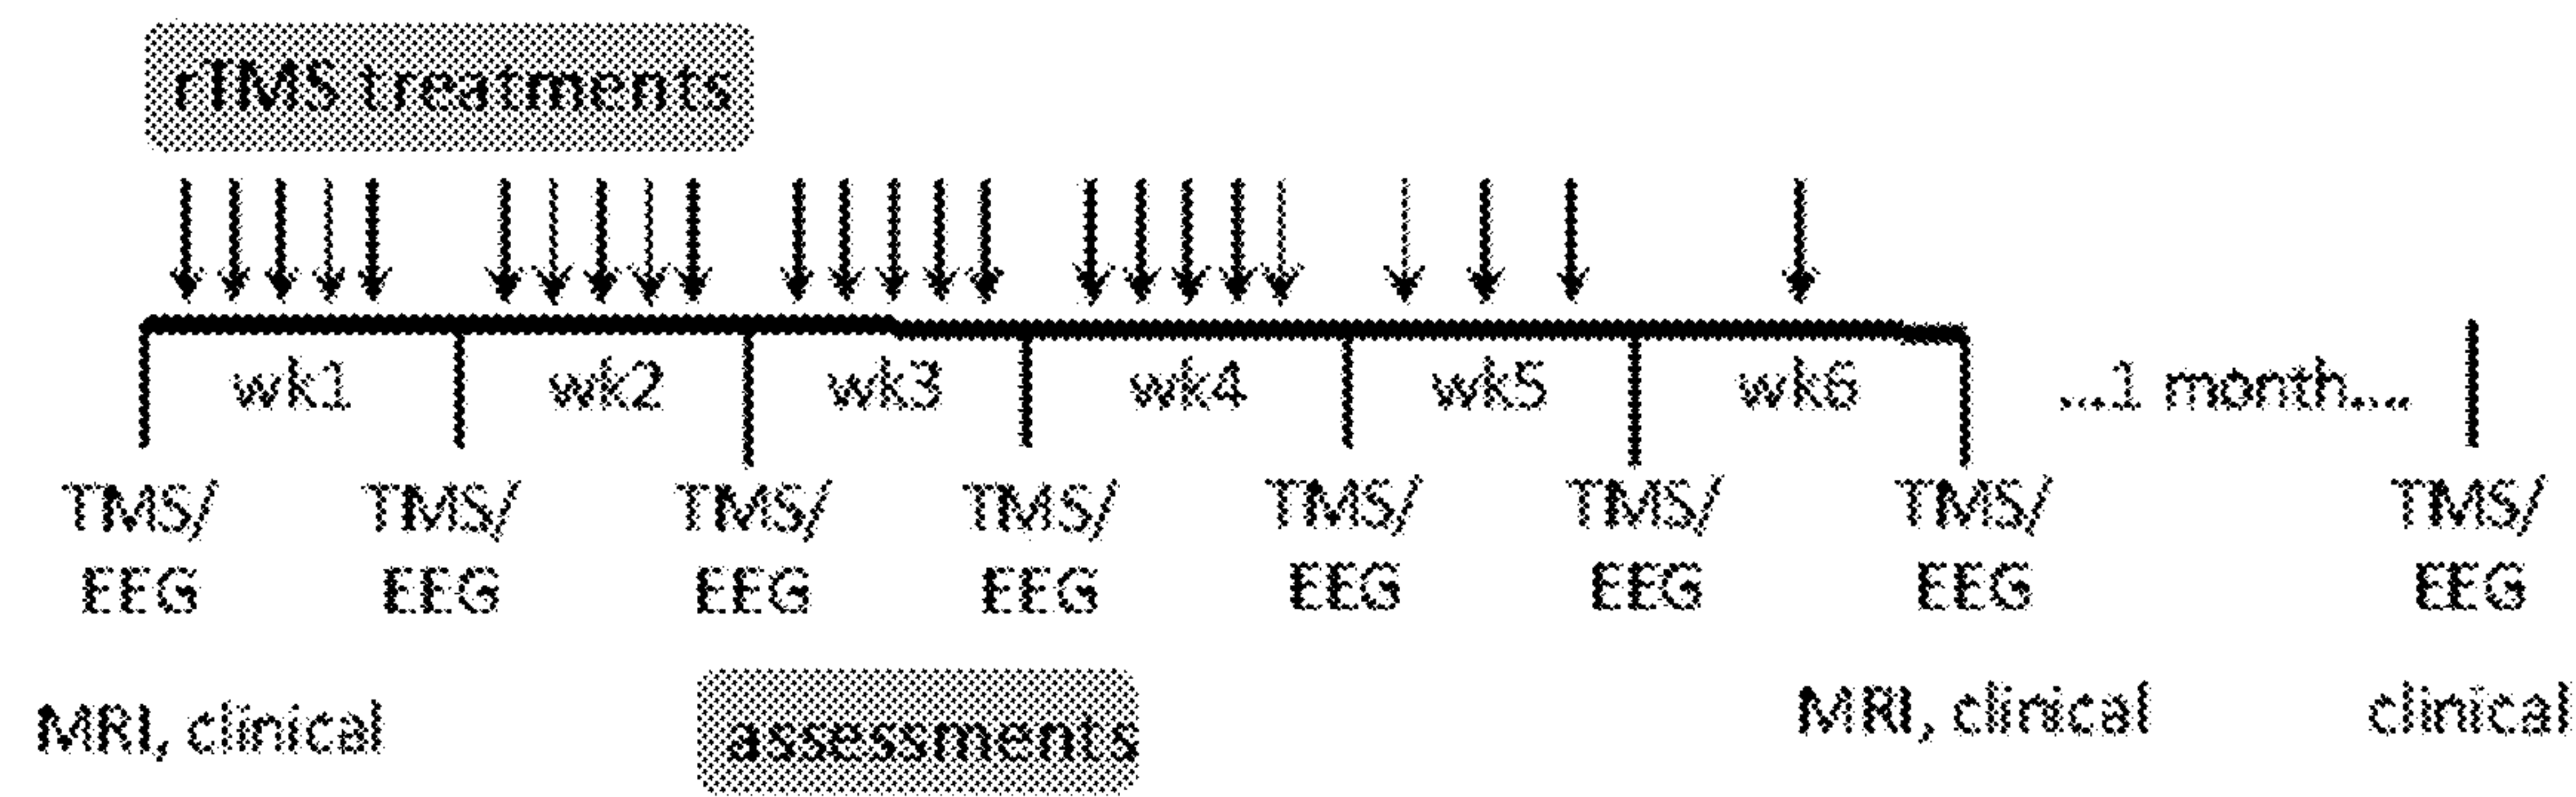 rTMS treatments
wk1 wk2 wk3 wk4 wk5 wk6 ...1 month....
TMS/ TMS/ TMS/ TMS/ TMS/ TMS/ TMS/ TMS/
EEG EEG EEG EEG EEG EEG EEG EEG
MRI, clinical assessments MRI, clinical clinical